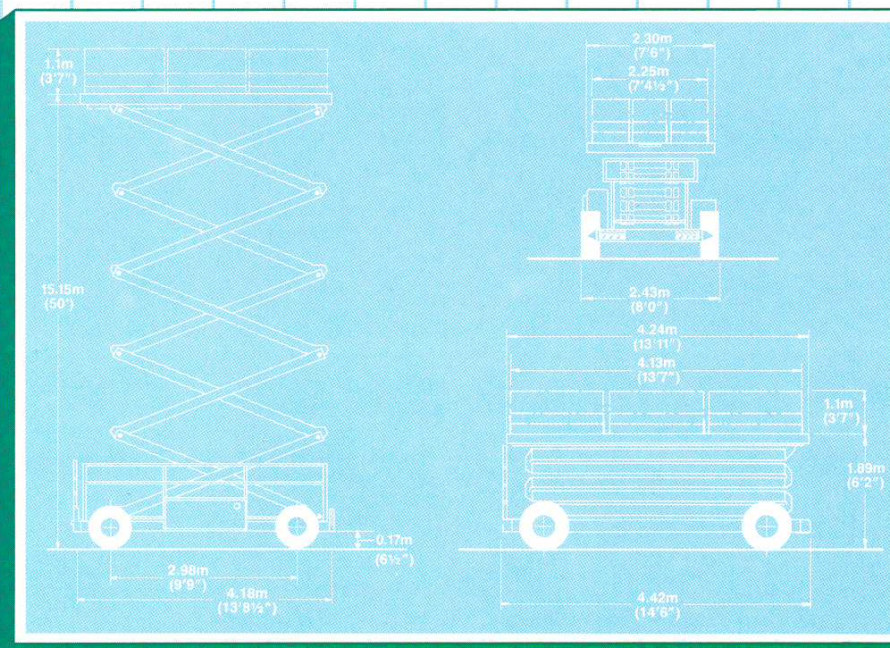 1.1m
(3'7")
15.15m
(50')
0.17m
(6½")
2.98m
(9'9")
4.18m
(13'8½")
2.30m
(7'6")
2.25m
(7'4½")
2.43m
(8'0")
4.24m
(13'11")
4.13m
(13'7")
1.1m
(3'7")
1.89m
(6'2")
4.42m
(14'6")